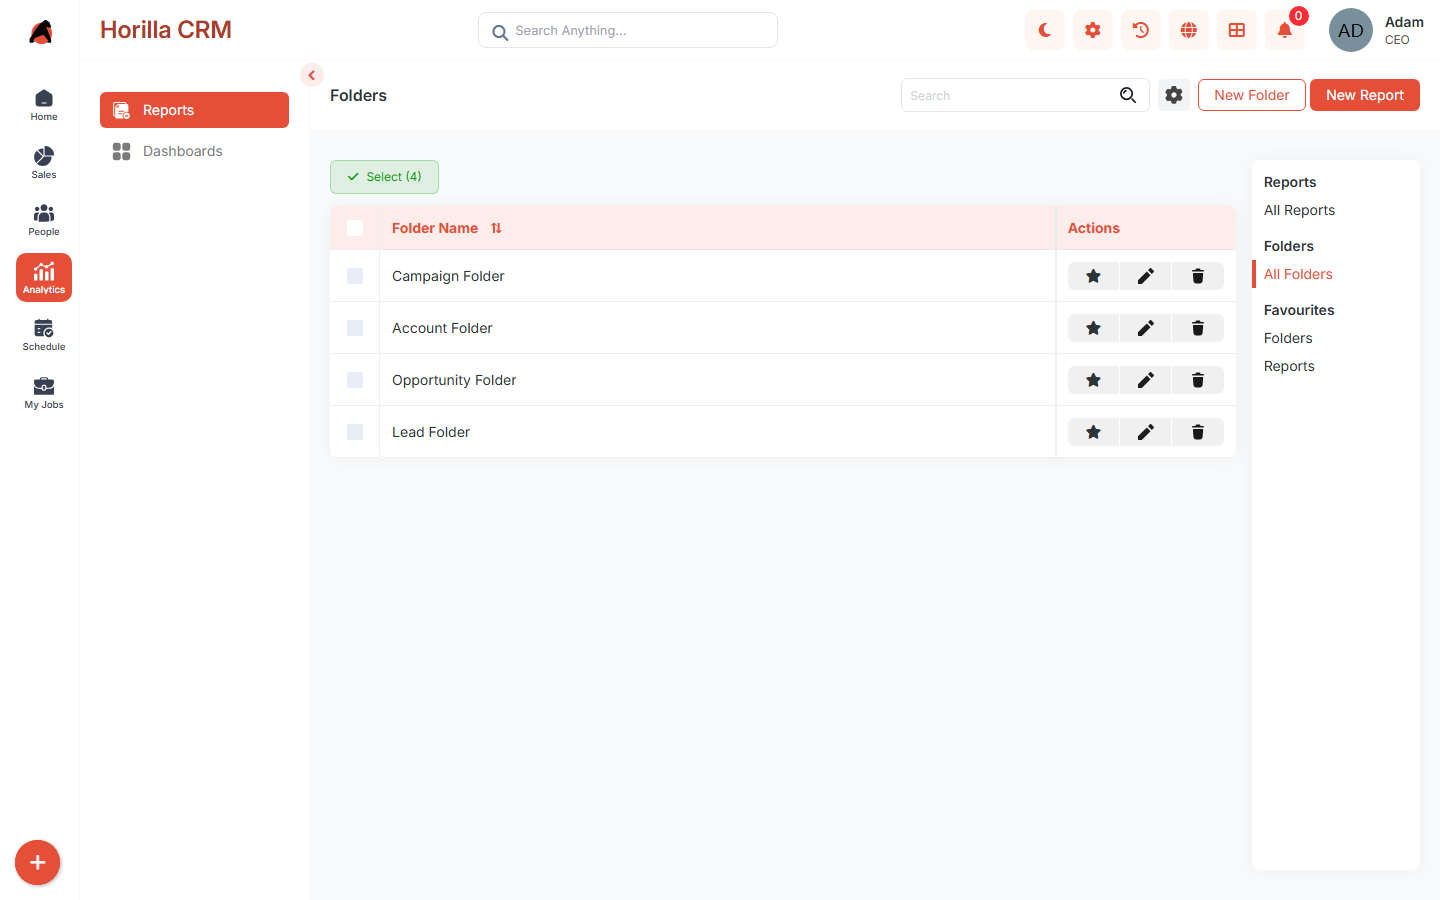 Horilla CRM
Search Anything...
0
AD
Adam
CEO
Home
Sales
People
Analytics
Schedule
My Jobs
Reports
Dashboards
Folders
Search
New Folder
New Report
Select (4)
Folder Name
Actions
Campaign Folder
Account Folder
Opportunity Folder
Lead Folder
Reports
All Reports
Folders
All Folders
Favourites
Folders
Reports